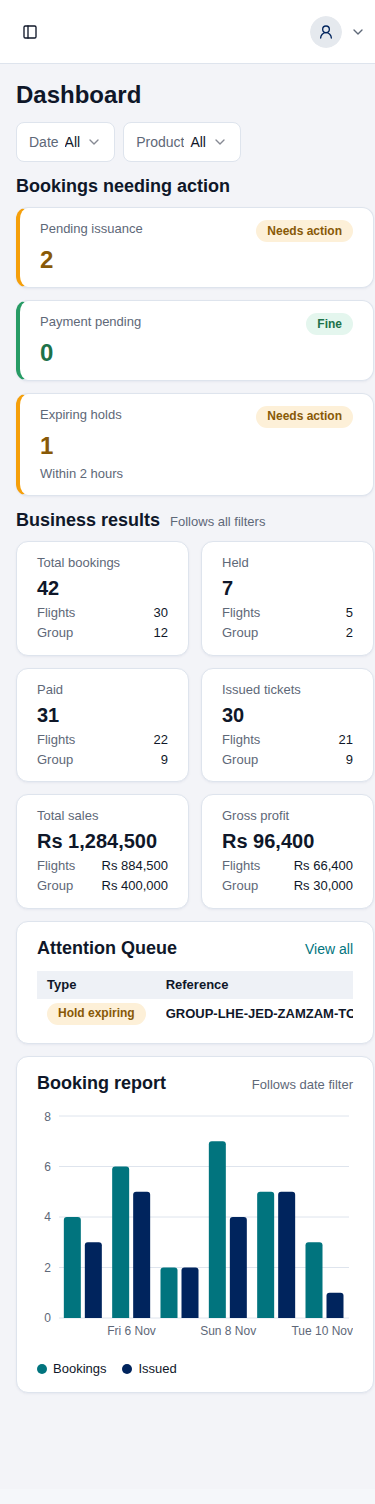 Dashboard
Date All
Product All
Bookings needing action
Pending issuance
Needs action
2
Payment pending
Fine
0
Expiring holds
Needs action
1
Within 2 hours
Business results Follows all filters
Total bookings
42
Flights 30
Group 12
Held
7
Flights 5
Group 2
Paid
31
Flights 22
Group 9
Issued tickets
30
Flights 21
Group 9
Total sales
Rs 1,284,500
Flights Rs 884,500
Group Rs 400,000
Gross profit
Rs 96,400
Flights Rs 66,400
Group Rs 30,000
Attention Queue View all
Type Reference
Hold expiring GROUP-LHE-JED-ZAMZAM-TC
Booking report Follows date filter
8
6
4
2
0
Fri 6 Nov Sun 8 Nov Tue 10 Nov
Bookings Issued